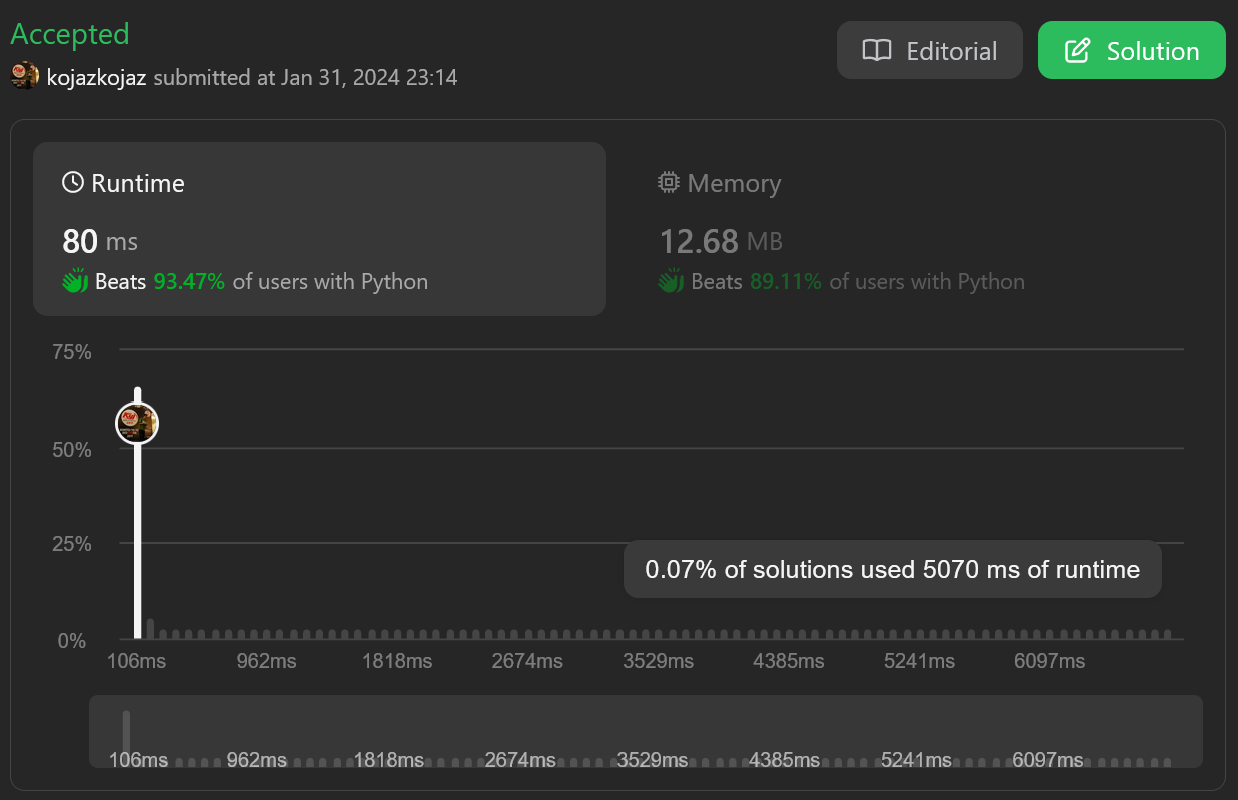 Accepted
Editorial
Solution
kojazkojaz submitted at Jan 31, 2024 23:14
Runtime
Memory
80 ms
12.68 MB
Beats 93.47% of users with Python
Beats 89.11% of users with Python
75%
50%
25%
0.07% of solutions used 5070 ms of runtime
0%
106ms 962ms 1818ms 2674ms 3529ms 4385ms 5241ms 6097ms
106ms 962ms 1818ms 2674ms 3529ms 4385ms 5241ms 6097ms